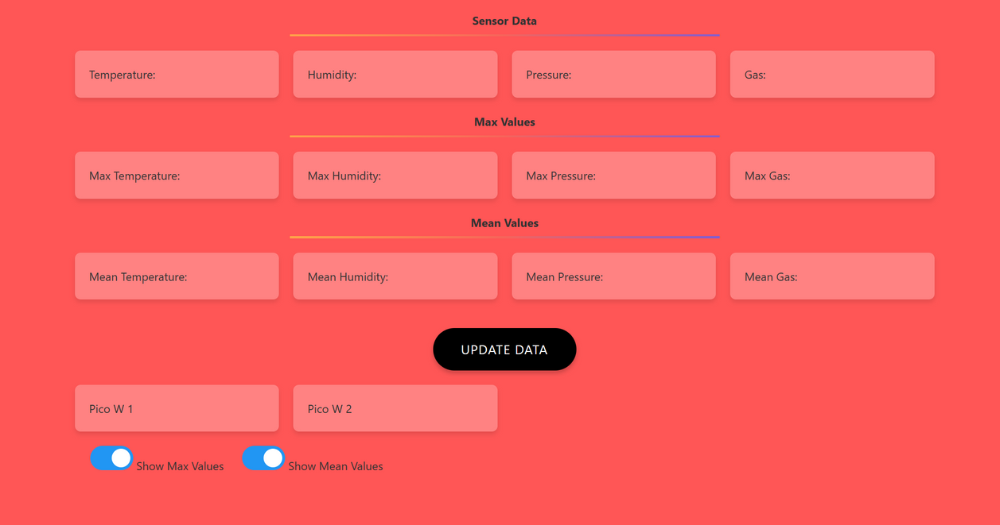 Sensor Data
Temperature: Humidity: Pressure: Gas:
Max Values
Max Temperature: Max Humidity: Max Pressure: Max Gas:
Mean Values
Mean Temperature: Mean Humidity: Mean Pressure: Mean Gas:
UPDATE DATA
Pico W 1 Pico W 2
Show Max Values Show Mean Values